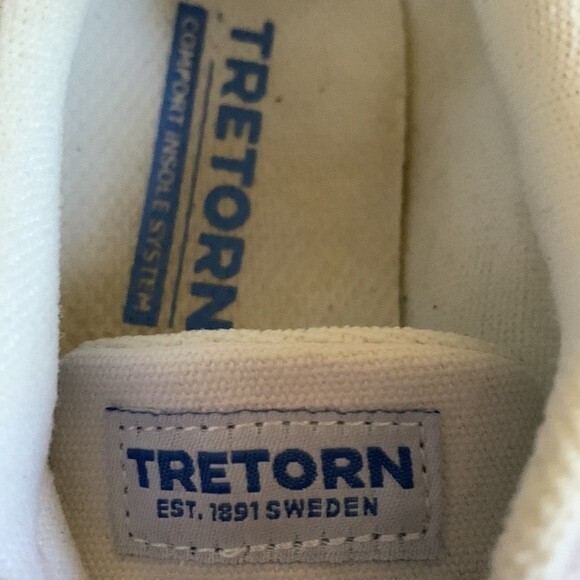 TRETORN
COMFORT INSOLE SYSTEM
TRETORN
EST. 1891 SWEDEN